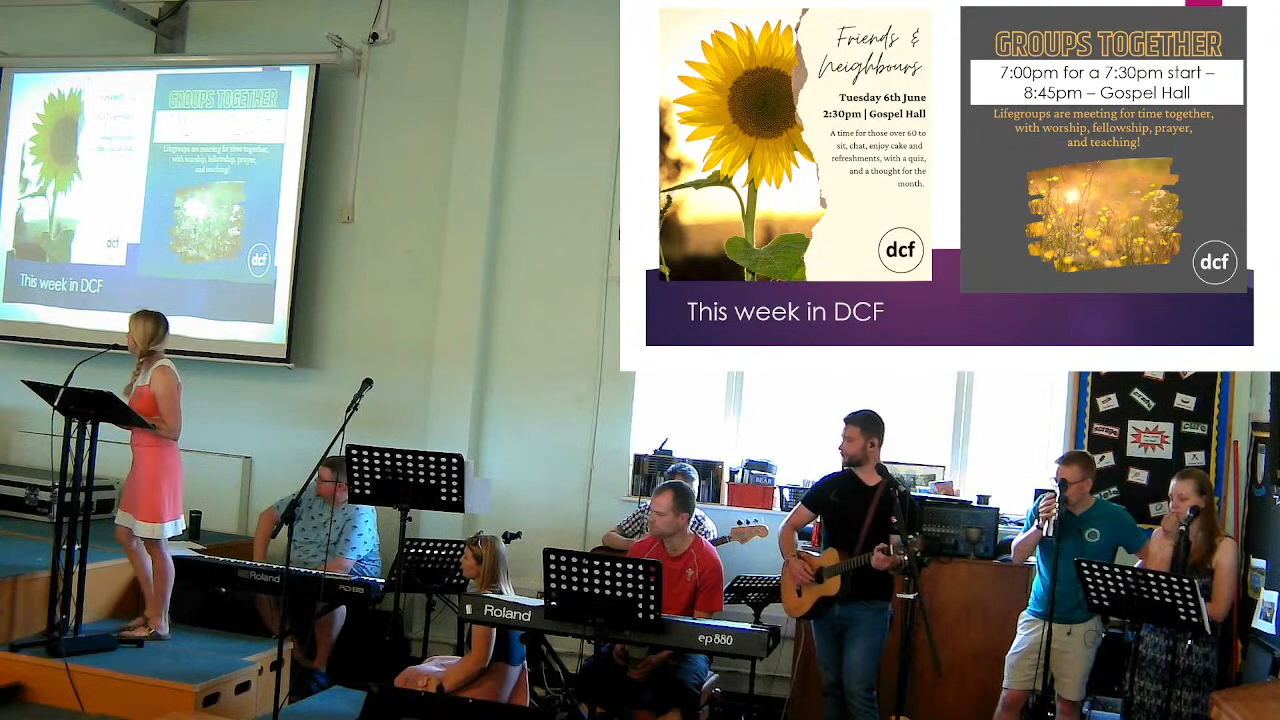 Friends &
Neighbours
Tuesday 6th June
2:30pm | Gospel Hall
A time for those over 60 to
sit, chat, enjoy cake and
refreshments, with a quiz,
and a thought for the
month.
dcf
GROUPS TOGETHER
7:00pm for a 7:30pm start –
8:45pm – Gospel Hall
Lifegroups are meeting for time together,
with worship, fellowship, prayer,
and teaching!
dcf
This week in DCF
GROUPS TOGETHER
Lifegroups are meeting for time together,
with worship, fellowship, prayer,
and teaching!
dcf
dcf
This week in DCF
Roland
RD-88
Roland
ep880
BEAR